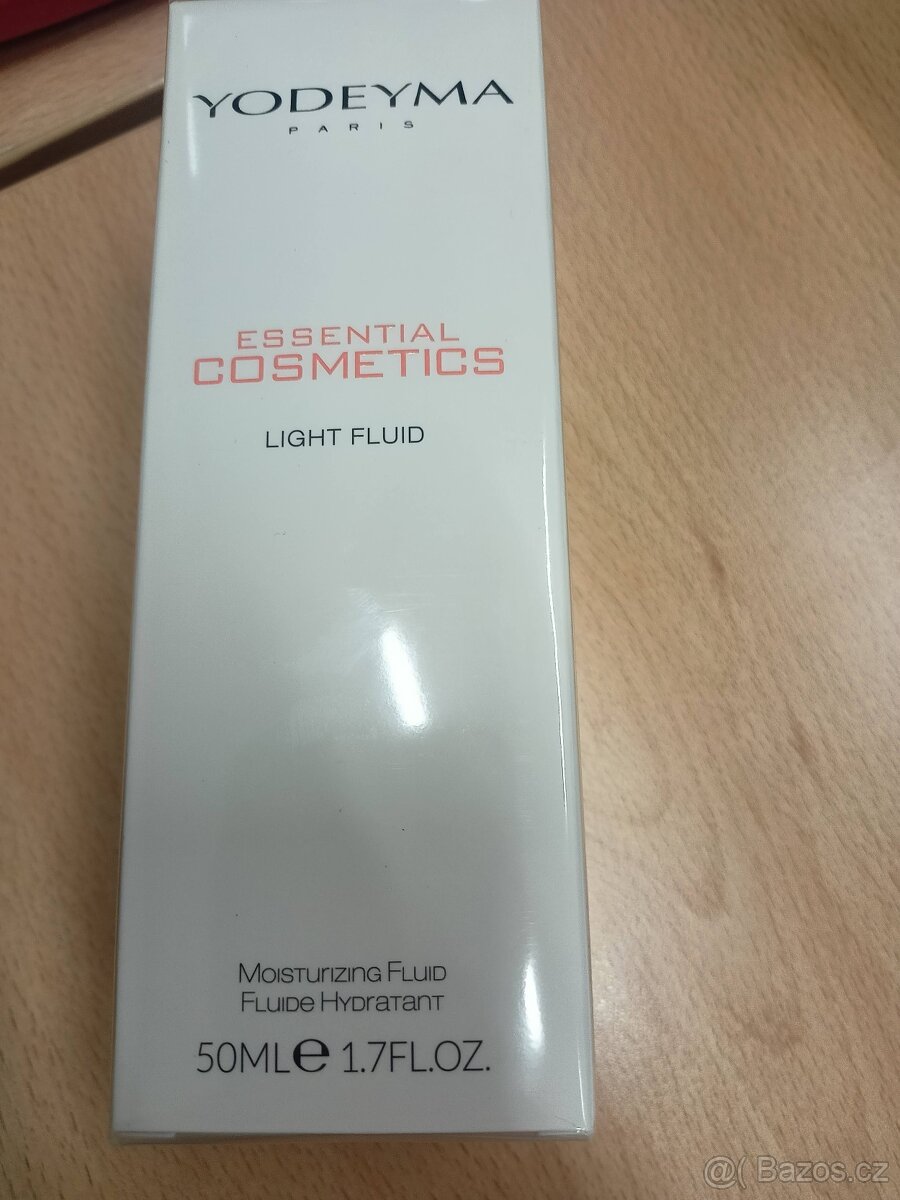 YODEYMA
PARIS
ESSENTIAL
COSMETICS
LIGHT FLUID
Moisturizing Fluid
Fluide Hydratant
50ML℮ 1.7FL.OZ.
@( Bazos.cz